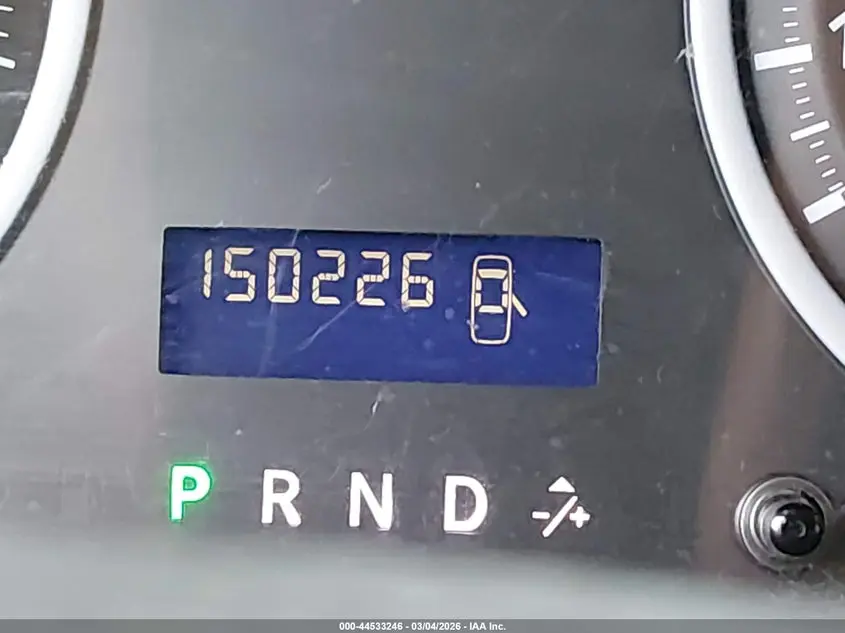 150226
P R N D -/+
000-44533246 - 03/04/2026 - IAA Inc.